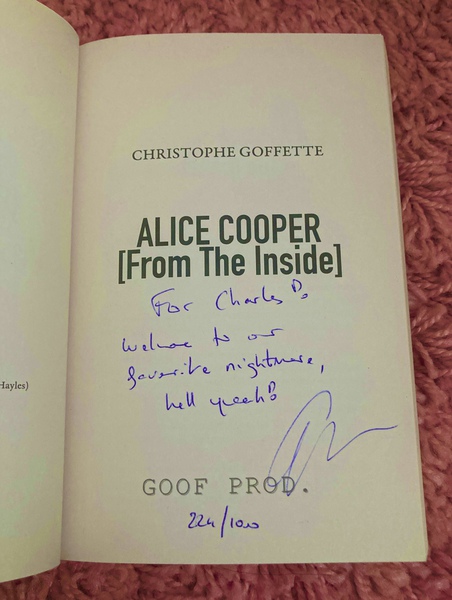 Hayles)
CHRISTOPHE GOFFETTE
ALICE COOPER
[From The Inside]
For Charles !!
Welcome to our
favorite nightmare,
hell yeah !!
GOOF PROD.
224/1000